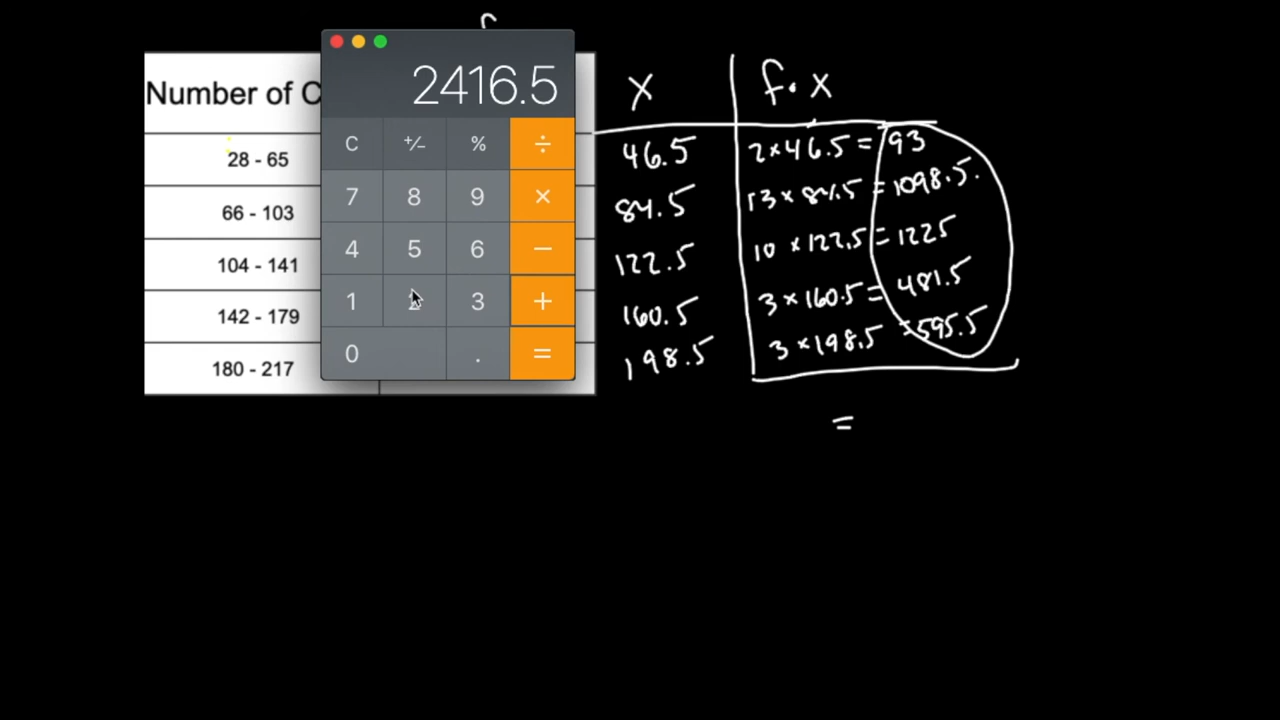 f
Number of C
X f·x
28 - 65 46.5 2×46.5= 93
66 - 103 84.5 13×84.5=1098.5.
104 - 141 122.5 10×122.5=1225
142 - 179 160.5 3×160.5= 481.5
180 - 217 198.5 3×198.5=595.5
=
2416.5
C +/− % ÷
7 8 9 ×
4 5 6 −
1 2 3 +
0 . =